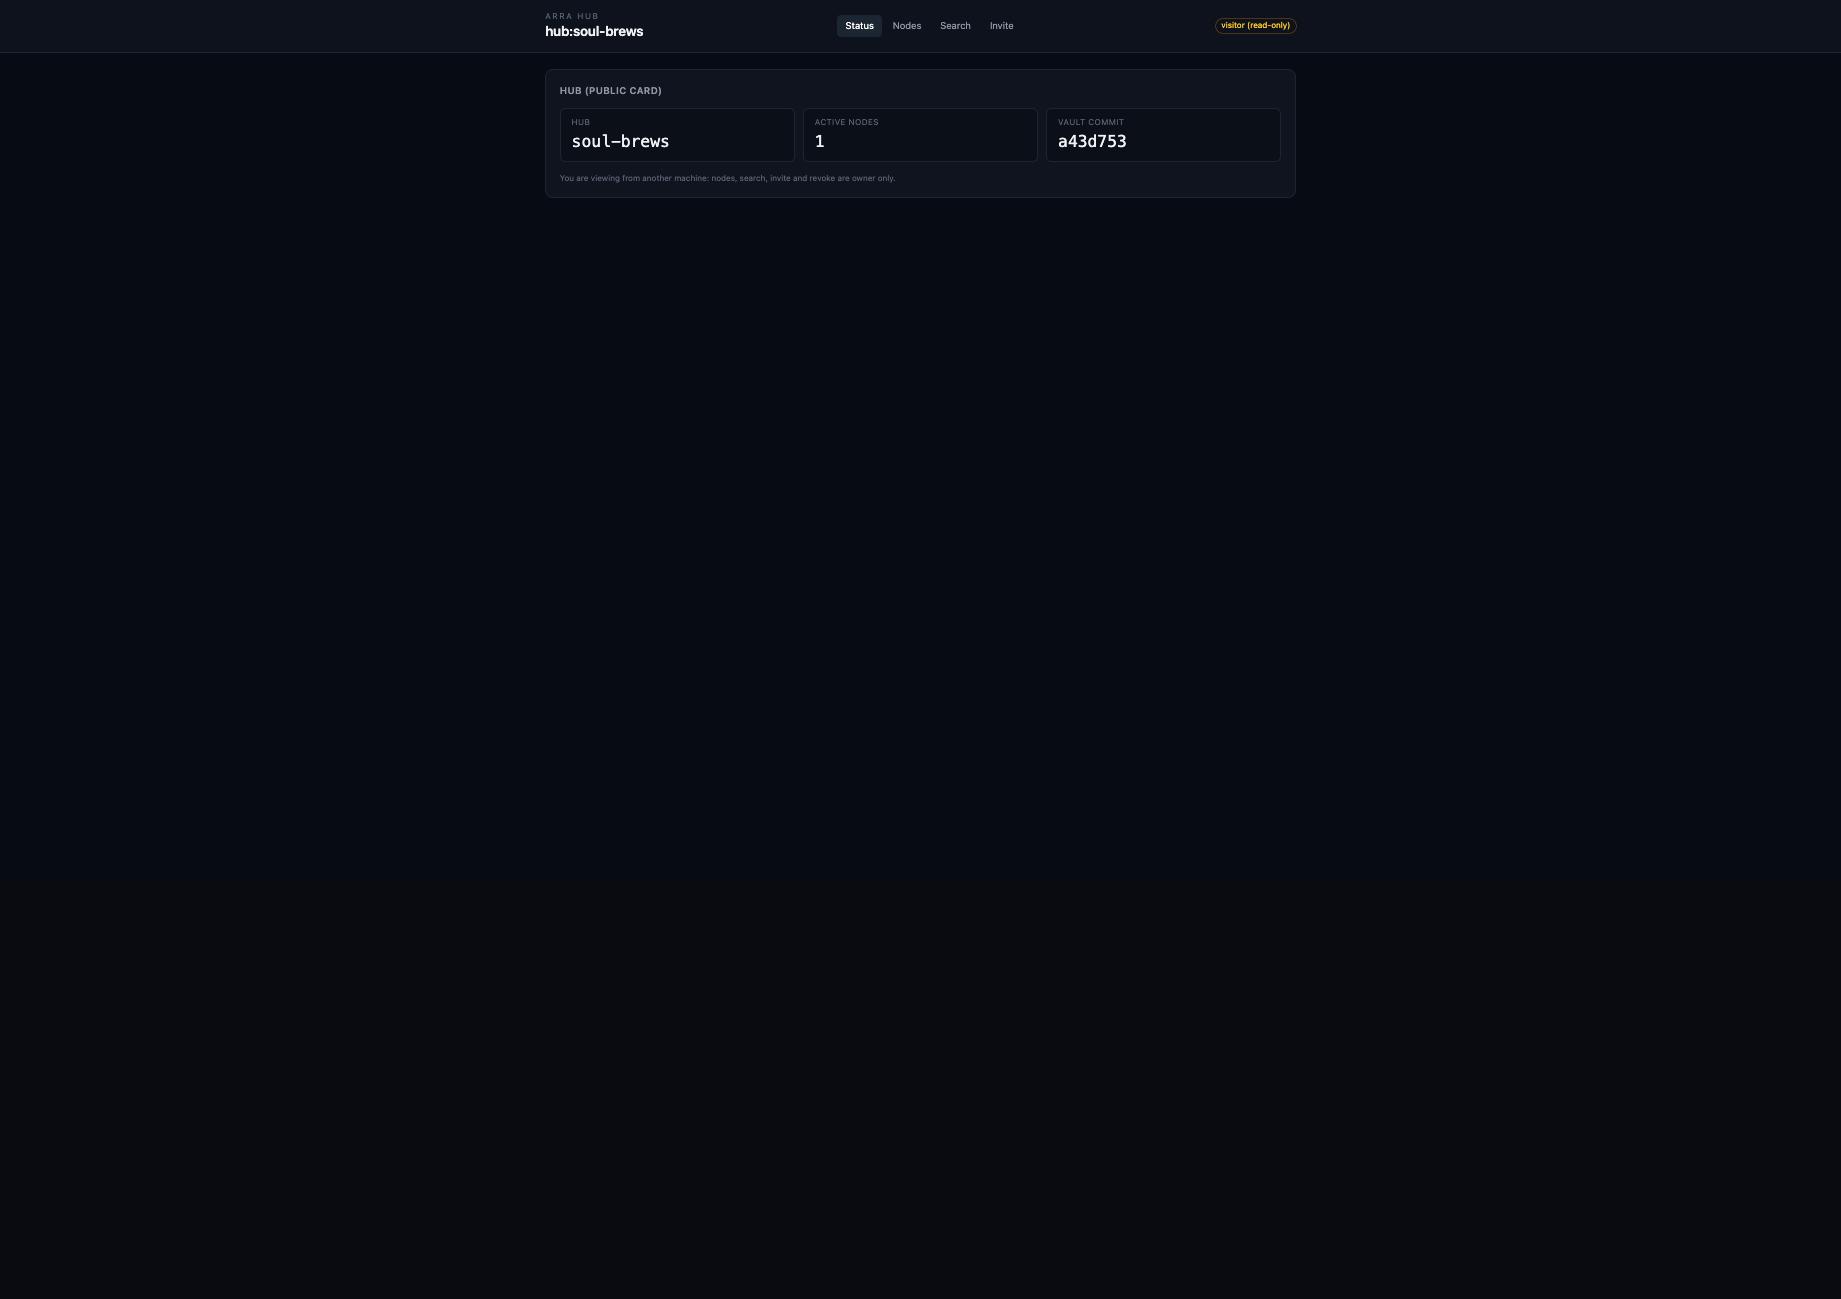 ARRA HUB
hub:soul-brews
Status Nodes Search Invite
visitor (read-only)
HUB (PUBLIC CARD)
HUB
soul-brews
ACTIVE NODES
1
VAULT COMMIT
a43d753
You are viewing from another machine: nodes, search, invite and revoke are owner only.